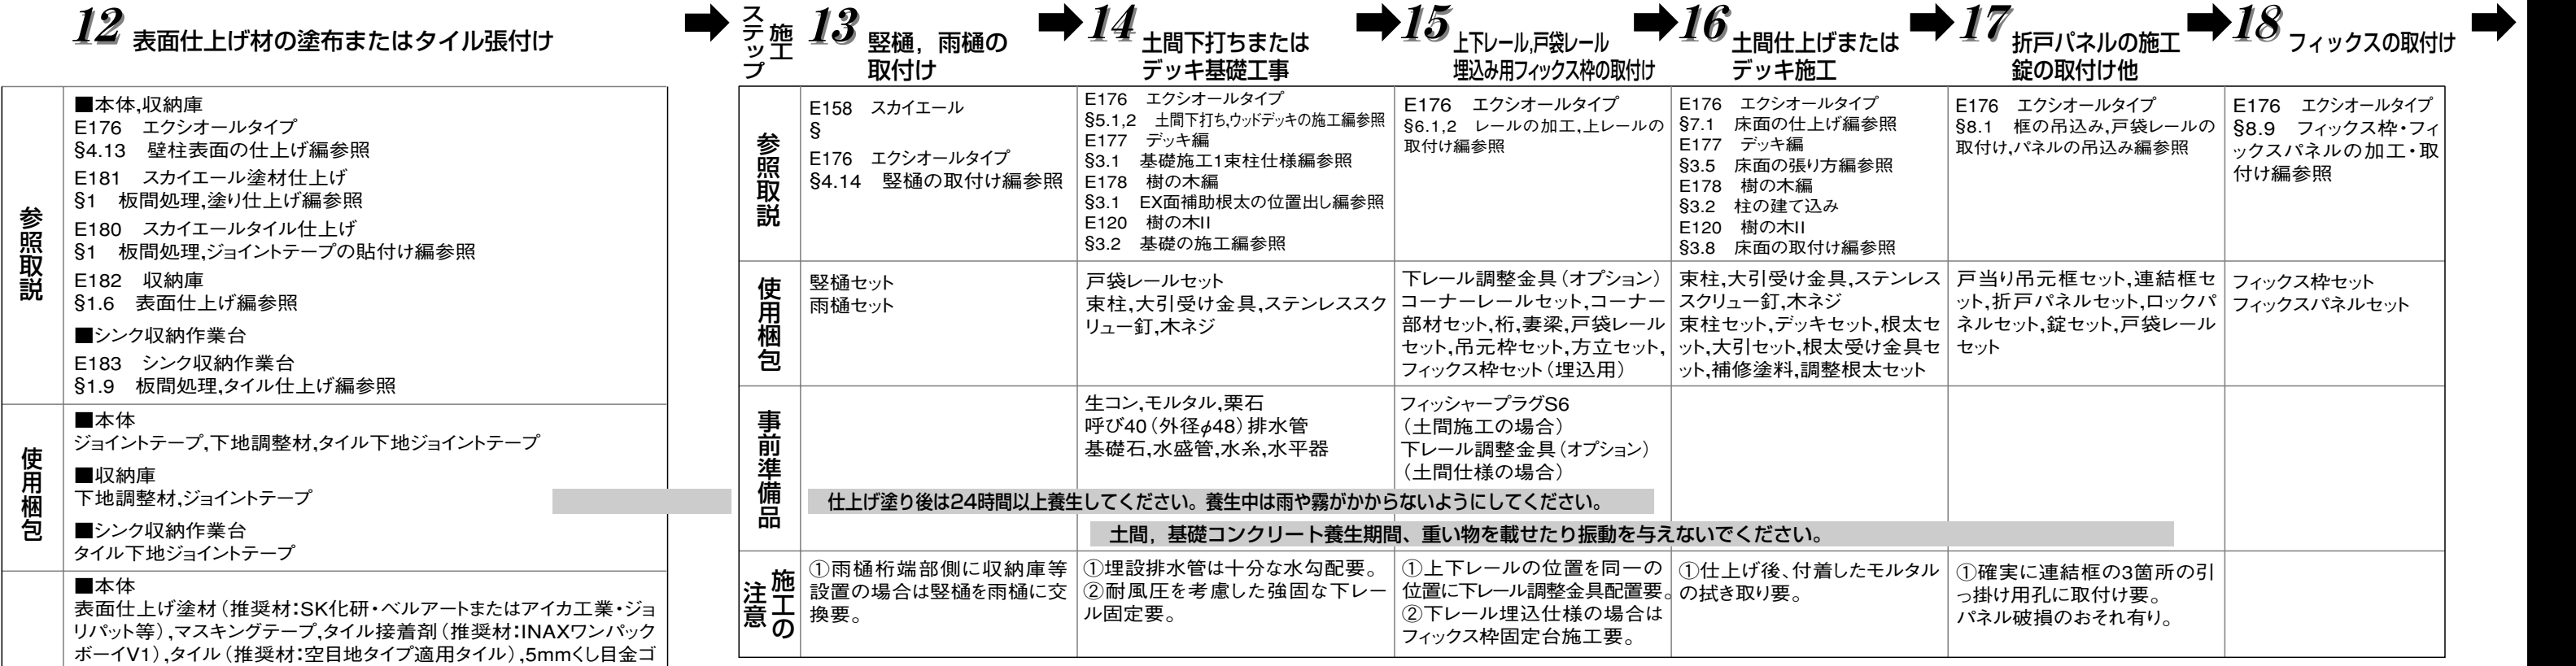 12 表面仕上げ材の塗布またはタイル張付け
参照取説
■本体,収納庫
E176 エクシオールタイプ
§4.13 壁柱表面の仕上げ編参照
E181 スカイエール塗材仕上げ
§1 板間処理,塗り仕上げ編参照
E180 スカイエールタイル仕上げ
§1 板間処理,ジョイントテープの貼付け編参照
E182 収納庫
§1.6 表面仕上げ編参照
■シンク収納作業台
E183 シンク収納作業台
§1.9 板間処理,タイル仕上げ編参照
使用梱包
■本体
ジョイントテープ,下地調整材,タイル下地ジョイントテープ
■収納庫
下地調整材,ジョイントテープ
■シンク収納作業台
タイル下地ジョイントテープ
■本体
表面仕上げ塗材(推奨材:SK化研・ベルアートまたはアイカ工業・ジョ
リパット等),マスキングテープ,タイル接着剤(推奨材:INAXワンパック
ボーイV1),タイル(推奨材:空目地タイプ適用タイル),5mmくし目金ゴ
施工
ステップ
13 竪樋，雨樋の
取付け
14 土間下打ちまたは
デッキ基礎工事
15 上下レール,戸袋レール
埋込み用フィックス枠の取付け
16 土間仕上げまたは
デッキ施工
17 折戸パネルの施工
錠の取付け他
18 フィックスの取付け
参照取説
E158 スカイエール
§
E176 エクシオールタイプ
§4.14 竪樋の取付け編参照
E176 エクシオールタイプ
§5.1,2 土間下打ち,ウッドデッキの施工編参照
E177 デッキ編
§3.1 基礎施工1束柱仕様編参照
E178 樹の木編
§3.1 EX面補助根太の位置出し編参照
E120 樹の木II
§3.2 基礎の施工編参照
E176 エクシオールタイプ
§6.1,2 レールの加工,上レールの
取付け編参照
E176 エクシオールタイプ
§7.1 床面の仕上げ編参照
E177 デッキ編
§3.5 床面の張り方編参照
E178 樹の木編
§3.2 柱の建て込み
E120 樹の木II
§3.8 床面の取付け編参照
E176 エクシオールタイプ
§8.1 框の吊込み,戸袋レールの
取付け,パネルの吊込み編参照
E176 エクシオールタイプ
§8.9 フィックス枠・フィ
ックスパネルの加工・取
付け編参照
使用梱包
竪樋セット
雨樋セット
戸袋レールセット
束柱,大引受け金具,ステンレススク
リュー釘,木ネジ
下レール調整金具(オプション)
コーナーレールセット,コーナー
部材セット,桁,妻梁,戸袋レール
セット,吊元枠セット,方立セット,
フィックス枠セット(埋込用)
束柱,大引受け金具,ステンレス
スクリュー釘,木ネジ
束柱セット,デッキセット,根太セ
ット,大引セット,根太受け金具セ
ット,補修塗料,調整根太セット
戸当り吊元框セット,連結框セ
ット,折戸パネルセット,ロックパ
ネルセット,錠セット,戸袋レール
セット
フィックス枠セット
フィックスパネルセット
事前準備品
生コン,モルタル,栗石
呼び40(外径φ48)排水管
基礎石,水盛管,水糸,水平器
フィッシャープラグS6
(土間施工の場合)
下レール調整金具(オプション)
(土間仕様の場合)
仕上げ塗り後は24時間以上養生してください。養生中は雨や霧がかからないようにしてください。
土間，基礎コンクリート養生期間、重い物を載せたり振動を与えないでください。
施工の
注意
①雨樋桁端部側に収納庫等
設置の場合は竪樋を雨樋に交
換要。
①埋設排水管は十分な水勾配要。
②耐風圧を考慮した強固な下レー
ル固定要。
①上下レールの位置を同一の
位置に下レール調整金具配置要。
②下レール埋込仕様の場合は
フィックス枠固定台施工要。
①仕上げ後、付着したモルタル
の拭き取り要。
①確実に連結框の3箇所の引
っ掛け用孔に取付け要。
パネル破損のおそれ有り。